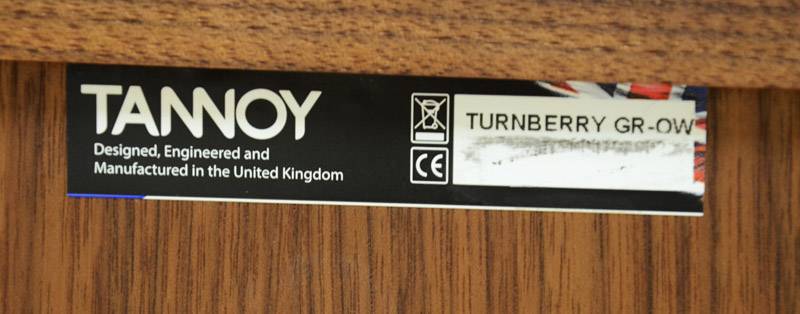 TANNOY
Designed, Engineered and
Manufactured in the United Kingdom
CE
TURNBERRY GR-OW